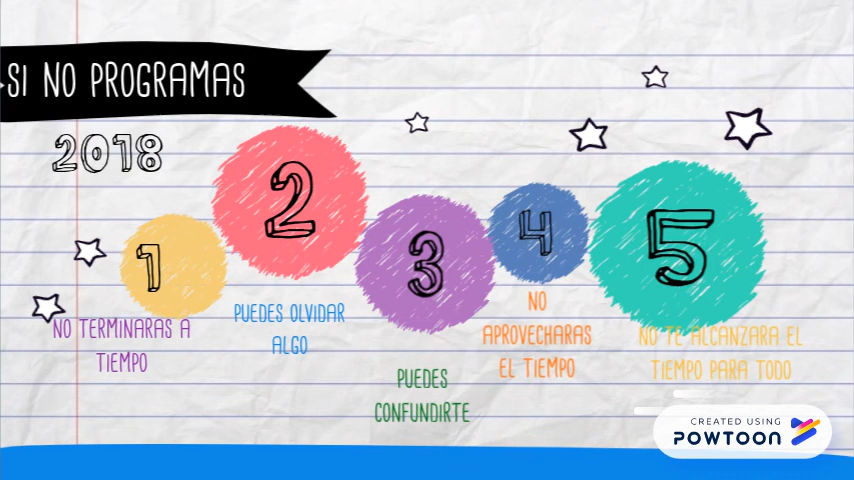 SI NO PROGRAMAS
2018
1
NO TERMINARAS A
TIEMPO
2
PUEDES OLVIDAR
ALGO
3
PUEDES
CONFUNDIRTE
4
NO
APROVECHARAS
EL TIEMPO
5
NO TE ALCANZARA EL
TIEMPO PARA TODO
CREATED USING
POWTOON